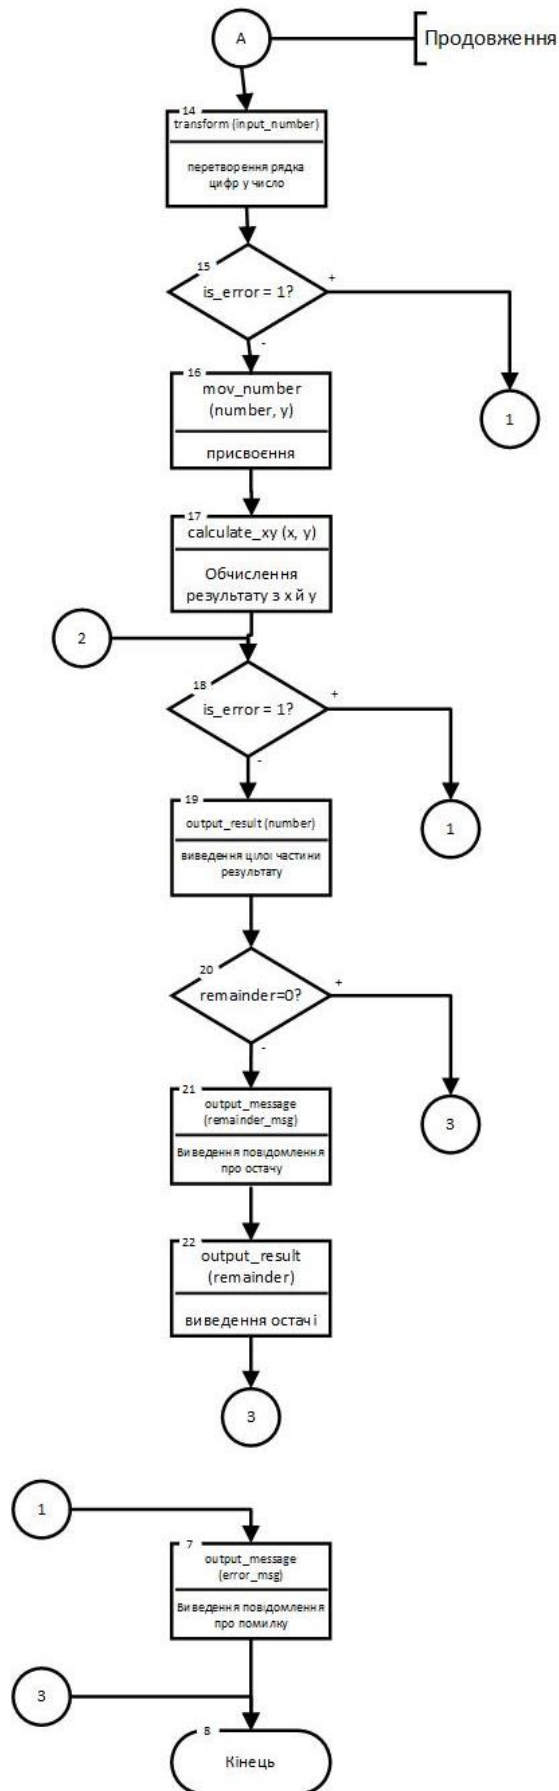 A
Продовження
14
transform (input_number)
перетворення рядка
цифр у число
15
is_error = 1?
+
-
16
mov_number
(number, y)
присвоєння
1
17
calculate_xy (x, y)
Обчислення
результату з x й y
2
18
is_error = 1?
+
-
19
output_result (number)
виведення цілої частини
результату
1
20
remainder=0?
+
-
21
output_message
(remainder_msg)
Виведення повідомлення
про остачу
3
22
output_result
(remainder)
виведення остачі
3
1
7
output_message
(error_msg)
Виведення повідомлення
про помилку
3
8
Кінець